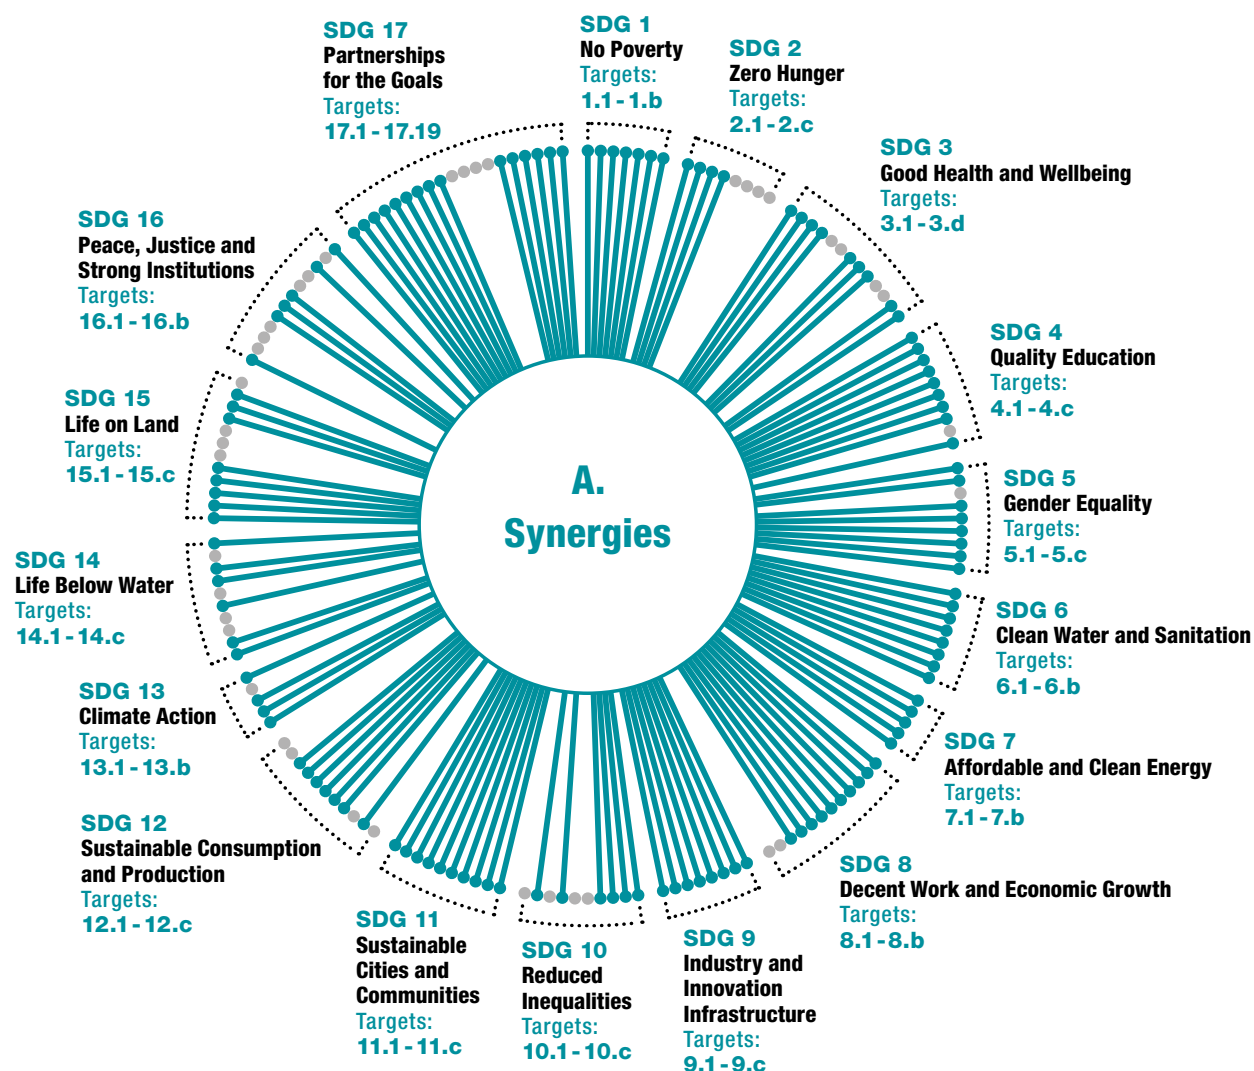 SDG 1
No Poverty
Targets:
1.1 - 1.b
SDG 2
Zero Hunger
Targets:
2.1 - 2.c
SDG 3
Good Health and Wellbeing
Targets:
3.1 - 3.d
SDG 4
Quality Education
Targets:
4.1 - 4.c
SDG 5
Gender Equality
Targets:
5.1 - 5.c
SDG 6
Clean Water and Sanitation
Targets:
6.1 - 6.b
SDG 7
Affordable and Clean Energy
Targets:
7.1 - 7.b
SDG 8
Decent Work and Economic Growth
Targets:
8.1 - 8.b
SDG 9
Industry and
Innovation
Infrastructure
Targets:
9.1 - 9.c
SDG 10
Reduced
Inequalities
Targets:
10.1 - 10.c
SDG 11
Sustainable
Cities and
Communities
Targets:
11.1 - 11.c
SDG 12
Sustainable Consumption
and Production
Targets:
12.1 - 12.c
SDG 13
Climate Action
Targets:
13.1 - 13.b
SDG 14
Life Below Water
Targets:
14.1 - 14.c
SDG 15
Life on Land
Targets:
15.1 - 15.c
SDG 16
Peace, Justice and
Strong Institutions
Targets:
16.1 - 16.b
SDG 17
Partnerships
for the Goals
Targets:
17.1 - 17.19
A.
Synergies